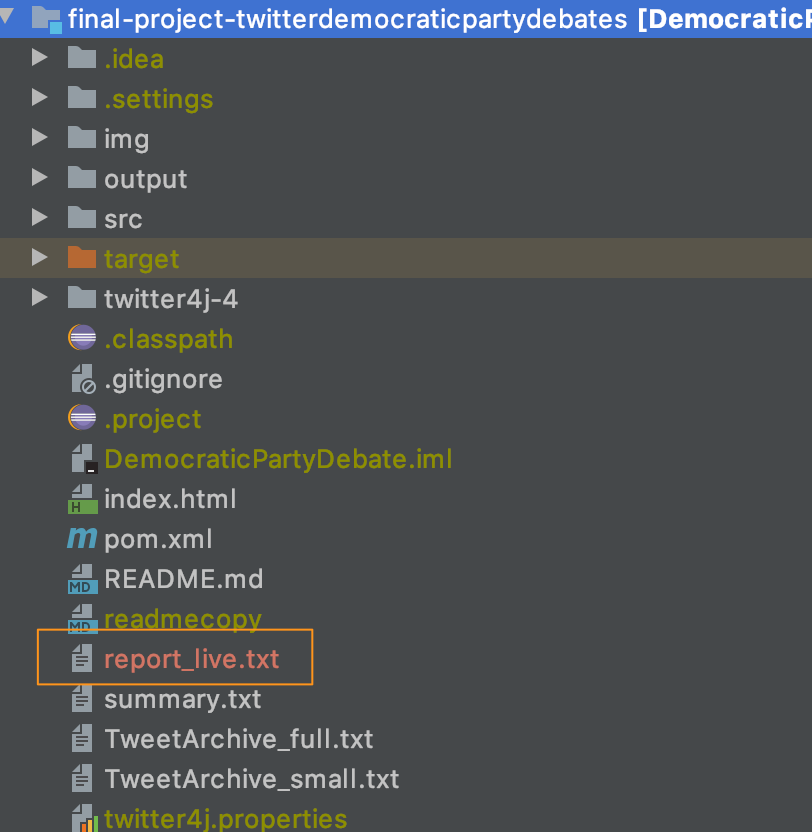 final-project-twitterdemocraticpartydebates [DemocraticP
.idea
.settings
img
output
src
target
twitter4j-4
.classpath
.gitignore
.project
DemocraticPartyDebate.iml
H index.html
m pom.xml
MD README.md
MD readmecopy
report_live.txt
summary.txt
TweetArchive_full.txt
TweetArchive_small.txt
twitter4j.properties